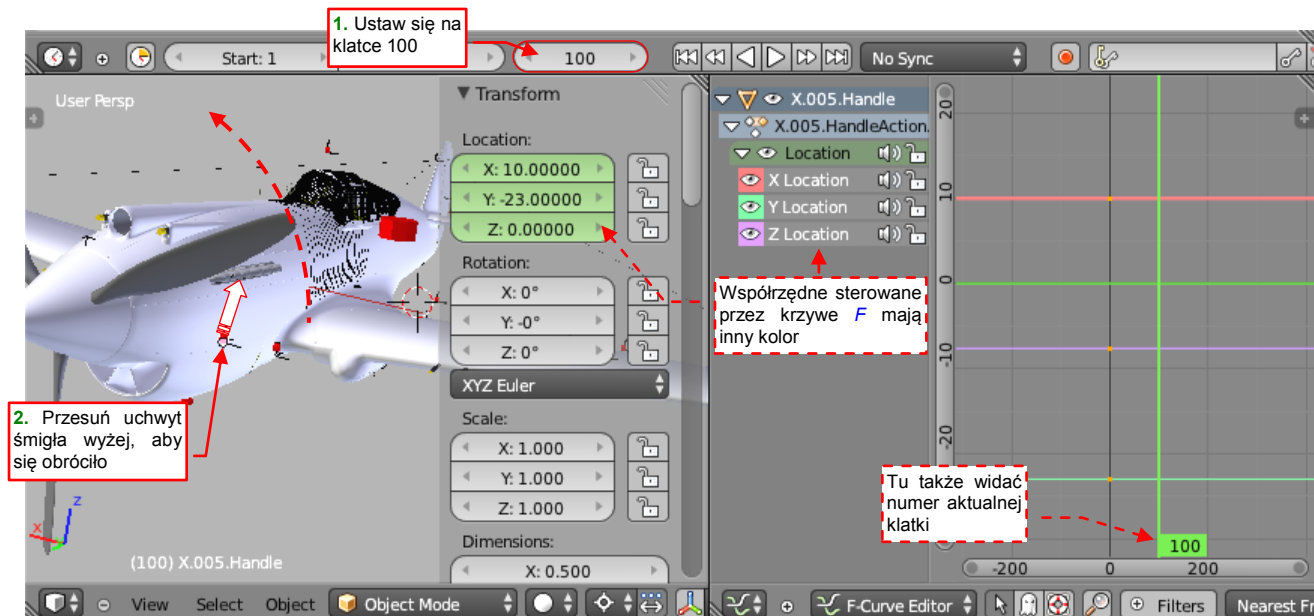 1. Ustaw się na
klatce 100
Start: 1
100
No Sync
User Persp
Transform
Location:
X: 10.00000
Y: -23.00000
Z: 0.00000
Rotation:
X: 0°
Y: -0°
Z: 0°
XYZ Euler
Scale:
X: 1.000
Y: 1.000
Z: 1.000
Dimensions:
X: 0.500
X.005.Handle
X.005.HandleAction.
Location
X Location
Y Location
Z Location
Współrzędne sterowane
przez krzywe F mają
inny kolor
2. Przesuń uchwyt
śmigła wyżej, aby
się obróciło
z
x
(100) X.005.Handle
20
10
0
-10
-20
Tu także widać
numer aktualnej
klatki
100
-200 0 200
View Select Object Object Mode
F-Curve Editor Filters Nearest F